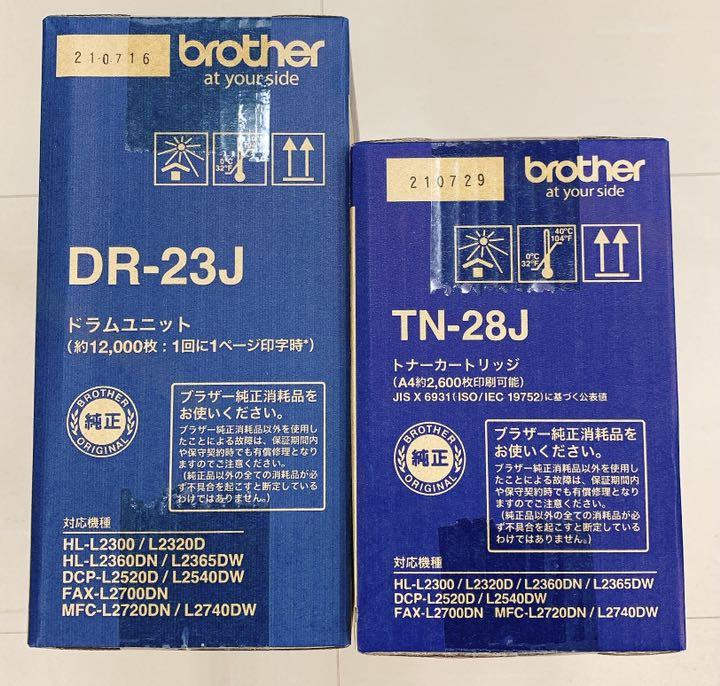 210716
brother
at your side
0°C
32°F
DR-23J
ドラムユニット
(約12,000枚：1回に1ページ印字時*)
BROTHER
純正
ORIGINAL
ブラザー純正消耗品を
お使いください。
ブラザー純正消耗品以外を使用し
たことによる故障は、保証期間内
や保守契約時でも有償修理となり
ますのでご注意ください。
(純正品以外の全ての消耗品が必
ず不具合を起こすと断定している
わけではありません。)
対応機種
HL-L2300 / L2320D
HL-L2360DN / L2365DW
DCP-L2520D / L2540DW
FAX-L2700DN
MFC-L2720DN / L2740DW
210729
brother
at your side
40°C
104°F
0°C
32°F
TN-28J
トナーカートリッジ
(A4約2,600枚印刷可能)
JIS X 6931(ISO/IEC 19752)に基づく公表値
BROTHER
純正
ORIGINAL
ブラザー純正消耗品を
お使いください。
ブラザー純正消耗品以外を使用し
たことによる故障は、保証期間内
や保守契約時でも有償修理となり
ますのでご注意ください。
(純正品以外の全ての消耗品が必
ず不具合を起こすと断定している
わけではありません。)
対応機種
HL-L2300 / L2320D / L2360DN / L2365DW
DCP-L2520D / L2540DW
FAX-L2700DN MFC-L2720DN / L2740DW